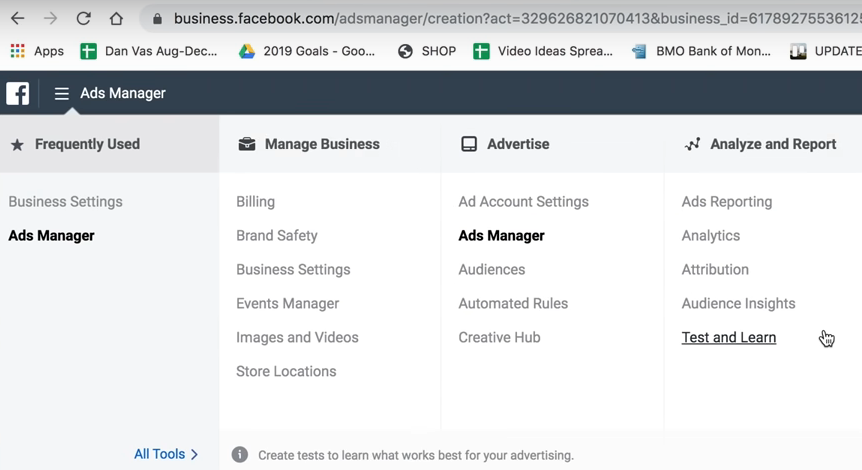 business.facebook.com/adsmanager/creation?act=329626821070413&business_id=6178927553612
Apps Dan Vas Aug-Dec... 2019 Goals - Goo... SHOP Video Ideas Sprea... BMO Bank of Mon... UPDATE
Ads Manager
Frequently Used
Business Settings
Ads Manager
All Tools
Manage Business
Billing
Brand Safety
Business Settings
Events Manager
Images and Videos
Store Locations
Advertise
Ad Account Settings
Ads Manager
Audiences
Automated Rules
Creative Hub
Analyze and Report
Ads Reporting
Analytics
Attribution
Audience Insights
Test and Learn
Create tests to learn what works best for your advertising.